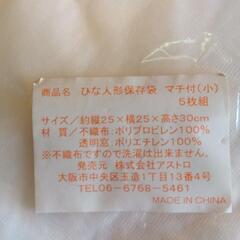 商品名 ひな人形保存袋 マチ付(小)
5枚組
サイズ/約縦25×横25×高さ30cm
材 質/不織布:ポリプロピレン100%
透明窓:ポリエチレン100%
※不織布ですので洗濯は出来ません。
発売元 株式会社アストロ
大阪市中央区玉造1丁目13番4号
TEL06-6768-5461
MADE IN CHINA